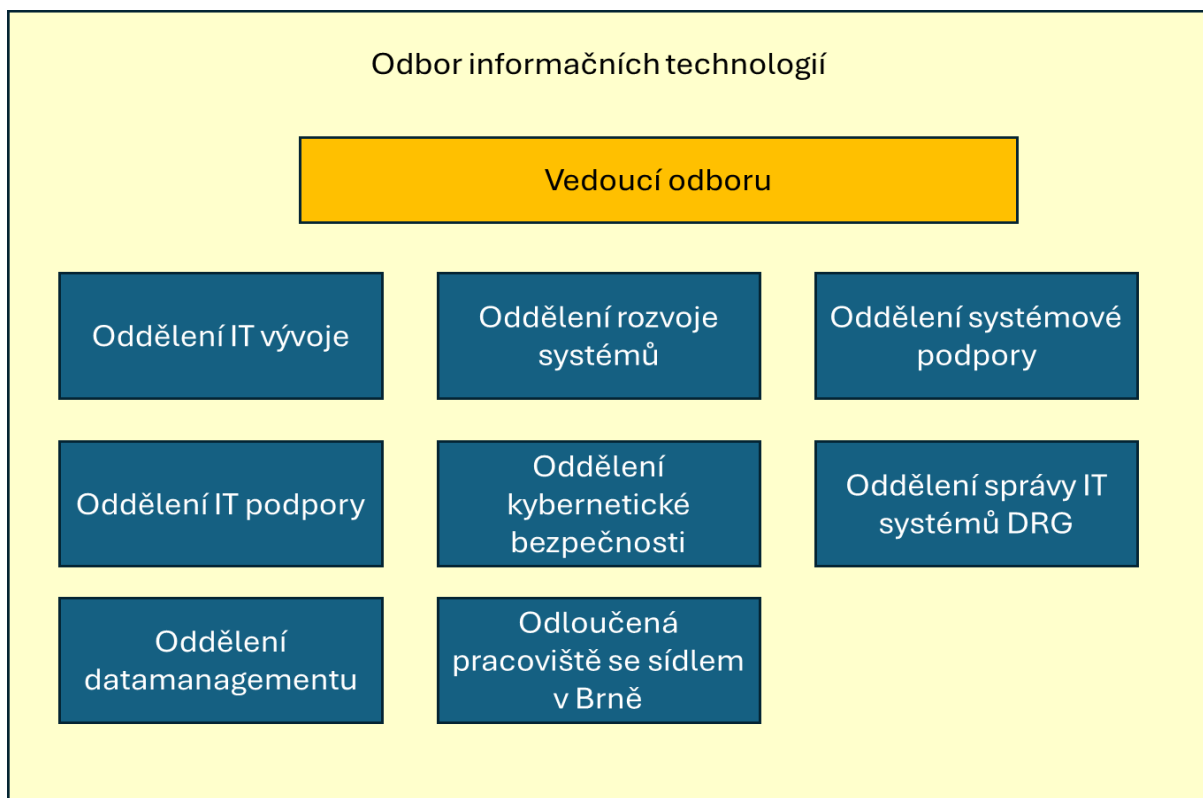 Odbor informačních technologií
Vedoucí odboru
Oddělení IT vývoje
Oddělení rozvoje
systémů
Oddělení systémové
podpory
Oddělení IT podpory
Oddělení
kybernetické
bezpečnosti
Oddělení správy IT
systémů DRG
Oddělení
datamanagementu
Odloučená
pracoviště se sídlem
v Brně